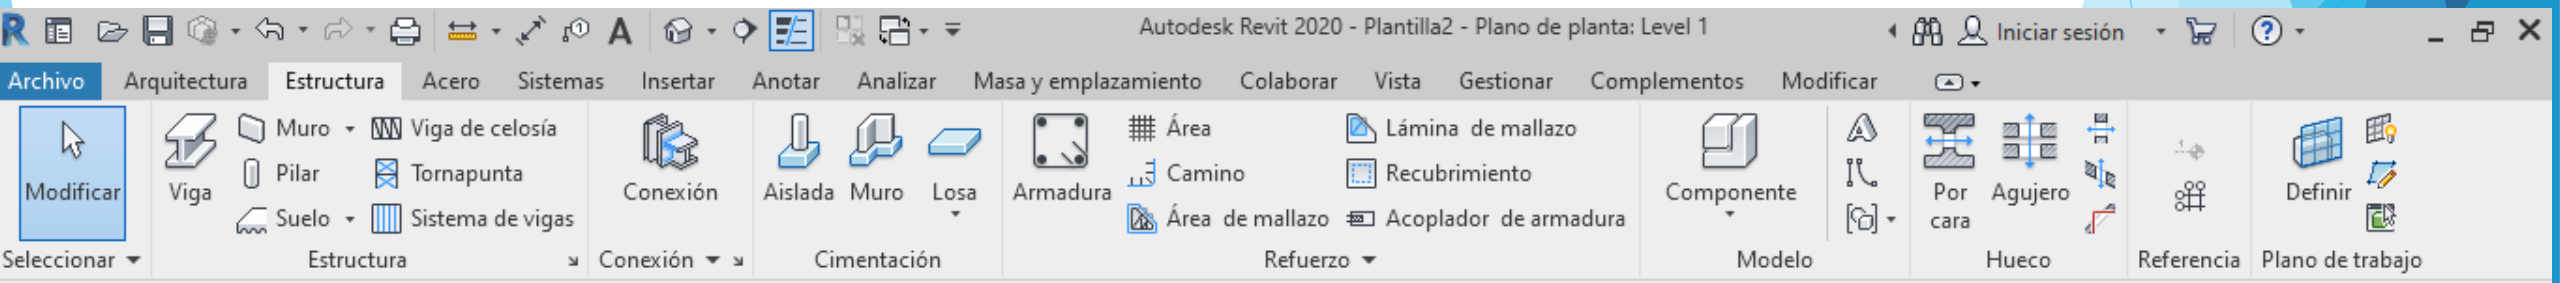 Autodesk Revit 2020 - Plantilla2 - Plano de planta: Level 1 Iniciar sesión
Archivo Arquitectura Estructura Acero Sistemas Insertar Anotar Analizar Masa y emplazamiento Colaborar Vista Gestionar Complementos Modificar
Modificar
Viga
Muro
Pilar
Suelo
Viga de celosía
Tornapunta
Sistema de vigas
Conexión
Aislada
Muro
Losa
Armadura
Área
Camino
Área de mallazo
Lámina de mallazo
Recubrimiento
Acoplador de armadura
Componente
Por
cara
Agujero
Definir
Seleccionar Estructura Conexión Cimentación Refuerzo Modelo Hueco Referencia Plano de trabajo